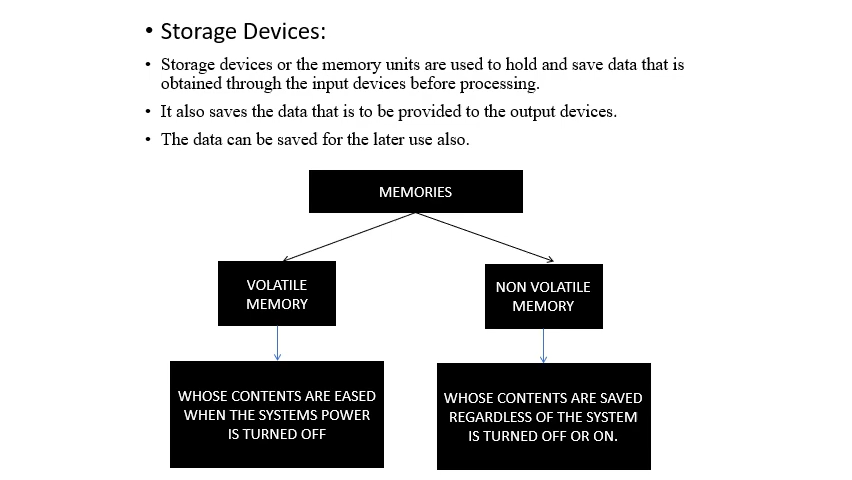 • Storage Devices:
• Storage devices or the memory units are used to hold and save data that is
obtained through the input devices before processing.
• It also saves the data that is to be provided to the output devices.
• The data can be saved for the later use also.
MEMORIES
VOLATILE
MEMORY
NON VOLATILE
MEMORY
WHOSE CONTENTS ARE EASED
WHEN THE SYSTEMS POWER
IS TURNED OFF
WHOSE CONTENTS ARE SAVED
REGARDLESS OF THE SYSTEM
IS TURNED OFF OR ON.